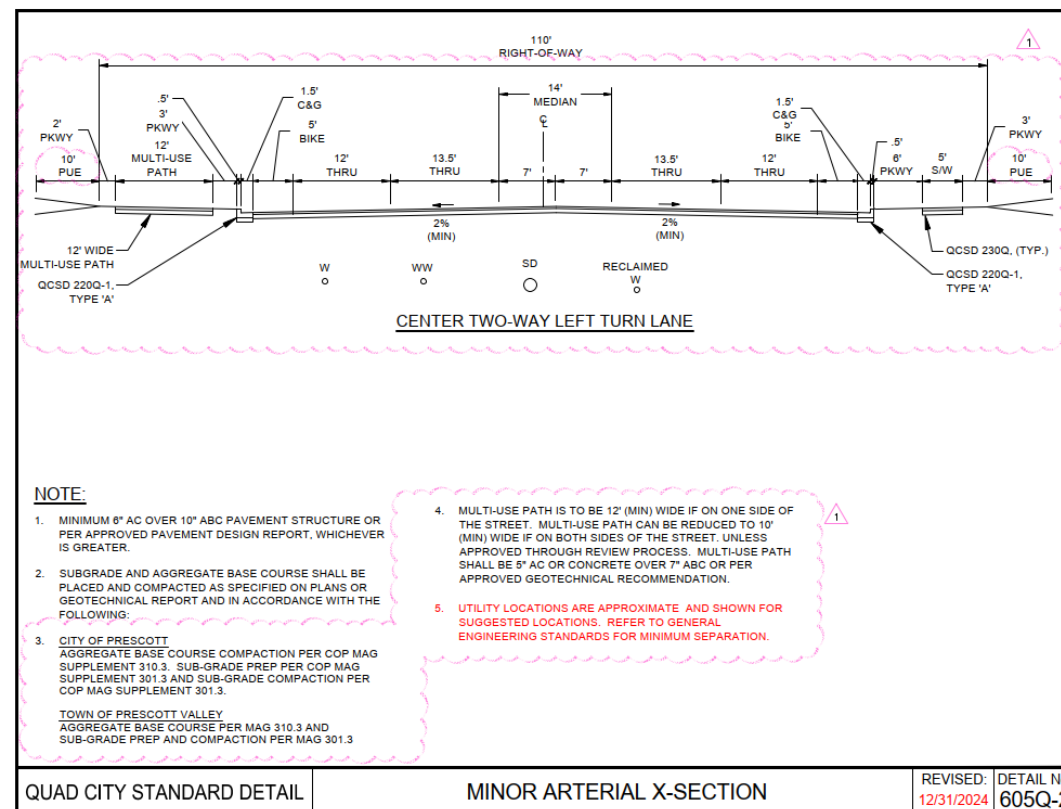 110'
RIGHT-OF-WAY
1
14'
MEDIAN
CL
.5'
3'
PKWY
1.5'
C&G
5'
BIKE
2'
PKWY
12'
MULTI-USE
PATH
10'
PUE
12'
THRU
13.5'
THRU
7'
7'
13.5'
THRU
12'
THRU
1.5'
C&G
5'
BIKE
.5'
6'
PKWY
5'
S/W
3'
PKWY
10'
PUE
2%
(MIN)
2%
(MIN)
12' WIDE
MULTI-USE PATH
QCSD 220Q-1,
TYPE 'A'
QCSD 230Q, (TYP.)
QCSD 220Q-1,
TYPE 'A'
W
WW
SD
RECLAIMED
W
CENTER TWO-WAY LEFT TURN LANE
NOTE:
1. MINIMUM 6" AC OVER 10" ABC PAVEMENT STRUCTURE OR
PER APPROVED PAVEMENT DESIGN REPORT, WHICHEVER
IS GREATER.
2. SUBGRADE AND AGGREGATE BASE COURSE SHALL BE
PLACED AND COMPACTED AS SPECIFIED ON PLANS OR
GEOTECHNICAL REPORT AND IN ACCORDANCE WITH THE
FOLLOWING:
3. CITY OF PRESCOTT
AGGREGATE BASE COURSE COMPACTION PER COP MAG
SUPPLEMENT 310.3. SUB-GRADE PREP PER COP MAG
SUPPLEMENT 301.3 AND SUB-GRADE COMPACTION PER
COP MAG SUPPLEMENT 301.3.
TOWN OF PRESCOTT VALLEY
AGGREGATE BASE COURSE PER MAG 310.3 AND
SUB-GRADE PREP AND COMPACTION PER MAG 301.3
4. MULTI-USE PATH IS TO BE 12' (MIN) WIDE IF ON ONE SIDE OF
THE STREET. MULTI-USE PATH CAN BE REDUCED TO 10'
(MIN) WIDE IF ON BOTH SIDES OF THE STREET. UNLESS
APPROVED THROUGH REVIEW PROCESS. MULTI-USE PATH
SHALL BE 5" AC OR CONCRETE OVER 7" ABC OR PER
APPROVED GEOTECHNICAL RECOMMENDATION.
1
5. UTILITY LOCATIONS ARE APPROXIMATE AND SHOWN FOR
SUGGESTED LOCATIONS. REFER TO GENERAL
ENGINEERING STANDARDS FOR MINIMUM SEPARATION.
QUAD CITY STANDARD DETAIL
MINOR ARTERIAL X-SECTION
REVISED:
12/31/2024
DETAIL N
605Q-